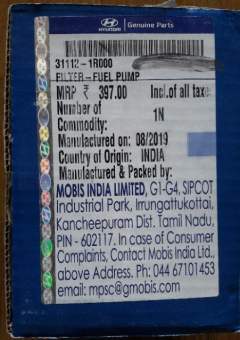 HYUNDAI Genuine Parts
31112-1R000
FILTER-FUEL PUMP
MRP ₹ 397.00 Incl.of all taxe
Number of 1N
Commodity:
Manufactured on: 08/2019
Country of Origin: INDIA
Manufactured & Packed by:
MOBIS INDIA LIMITED, G1-G4, SIPCOT
Industrial Park, Irrungattukottai,
Kancheepuram Dist. Tamil Nadu,
PIN - 602117. In case of Consumer
Complaints, Contact Mobis India Ltd.,
above Address. Ph: 044 67101453
email: mpsc@gmobis.com